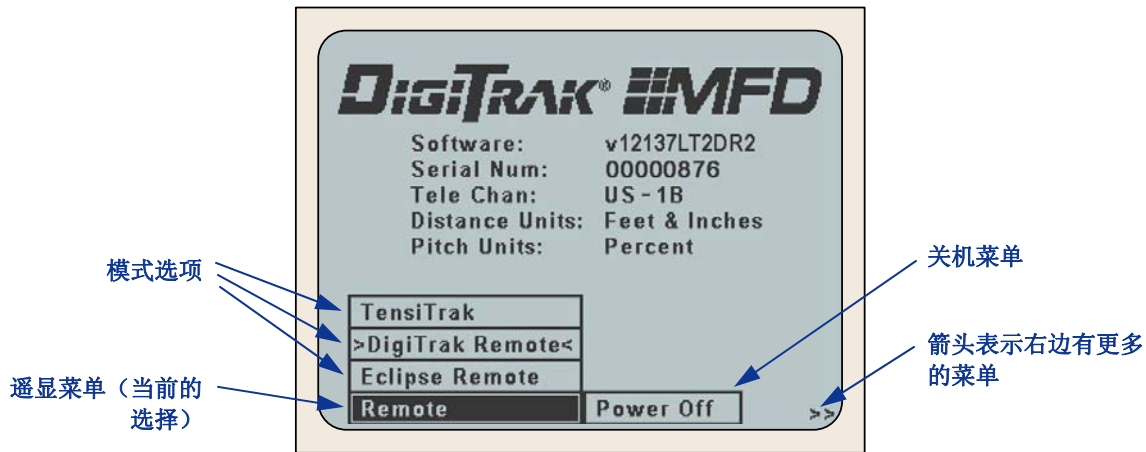 DIGITRAK® MFD
Software: v12137LT2DR2
Serial Num: 00000876
Tele Chan: US-1B
Distance Units: Feet & Inches
Pitch Units: Percent
模式选项
关机菜单
TensiTrak
>DigiTrak Remote<
箭头表示右边有更多
的菜单
Eclipse Remote
遥显菜单（当前的
选择）
Remote
Power Off
>>